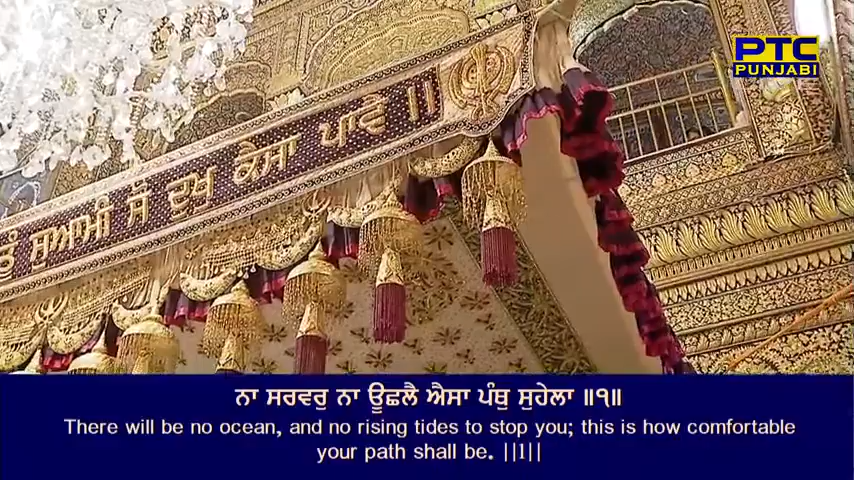 PTC
PUNJABI
ਸੁਆਮੀ ਸੋ ਦੁਖੁ ਕੈਸਾ ਪਾਵੈ ॥
ਨਾ ਸਰਵਰੁ ਨਾ ਊਛਲੈ ਐਸਾ ਪੰਥੁ ਸੁਹੇਲਾ ॥੧॥
There will be no ocean, and no rising tides to stop you; this is how comfortable
your path shall be. ||1||